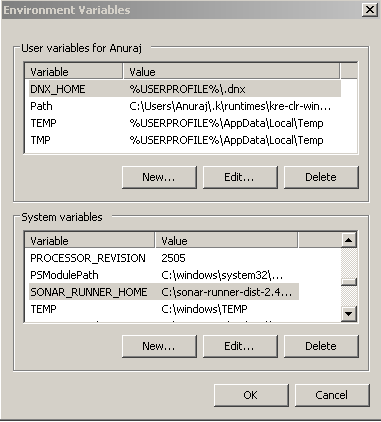 Environment Variables
User variables for Anuraj
Variable Value
DNX_HOME %USERPROFILE%\.dnx
Path C:\Users\Anuraj\.k\runtimes\kre-clr-win...
TEMP %USERPROFILE%\AppData\Local\Temp
TMP %USERPROFILE%\AppData\Local\Temp
New... Edit... Delete
System variables
Variable Value
PROCESSOR_REVISION 2505
PSModulePath C:\windows\system32\...
SONAR_RUNNER_HOME C:\sonar-runner-dist-2.4...
TEMP C:\windows\TEMP
New... Edit... Delete
OK Cancel